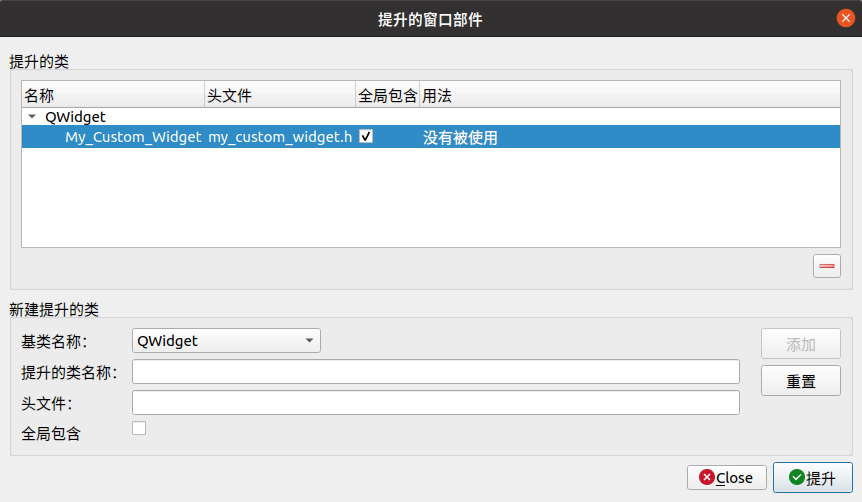 提升的窗口部件
提升的类
名称 头文件 全局包含 用法
QWidget
My_Custom_Widget my_custom_widget.h 没有被使用
新建提升的类
基类名称： QWidget 添加
提升的类名称： 重置
头文件：
全局包含
Close 提升